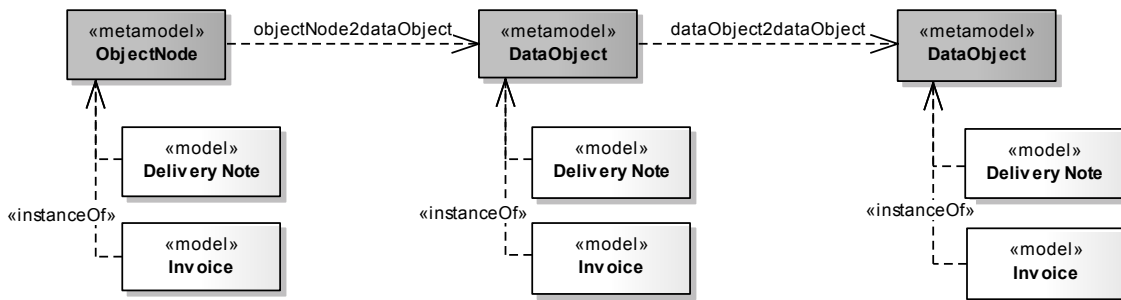 «metamodel»
ObjectNode
objectNode2dataObject
«metamodel»
DataObject
dataObject2dataObject
«metamodel»
DataObject
«model»
Delivery Note
«model»
Delivery Note
«model»
Delivery Note
«instanceOf»
«instanceOf»
«instanceOf»
«model»
Invoice
«model»
Invoice
«model»
Invoice